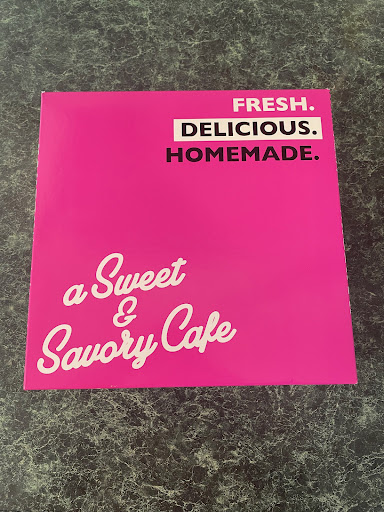 FRESH.
DELICIOUS.
HOMEMADE.
a Sweet
&
Savory Cafe